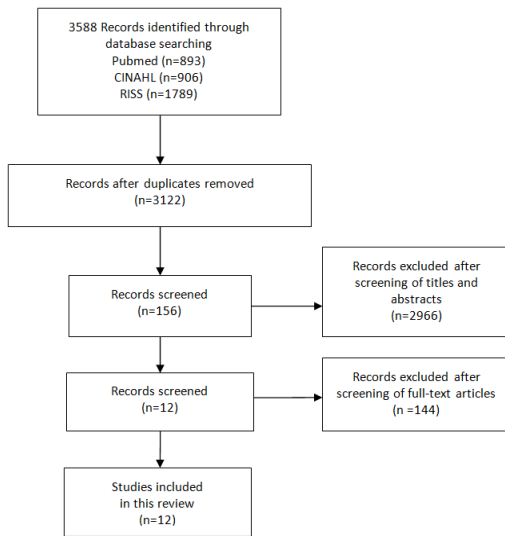 3588 Records identified through
database searching
Pubmed (n=893)
CINAHL (n=906)
RISS (n=1789)
Records after duplicates removed
(n=3122)
Records screened
(n=156)
Records excluded after
screening of titles and
abstracts
(n=2966)
Records screened
(n=12)
Records excluded after
screening of full-text articles
(n =144)
Studies included
in this review
(n=12)